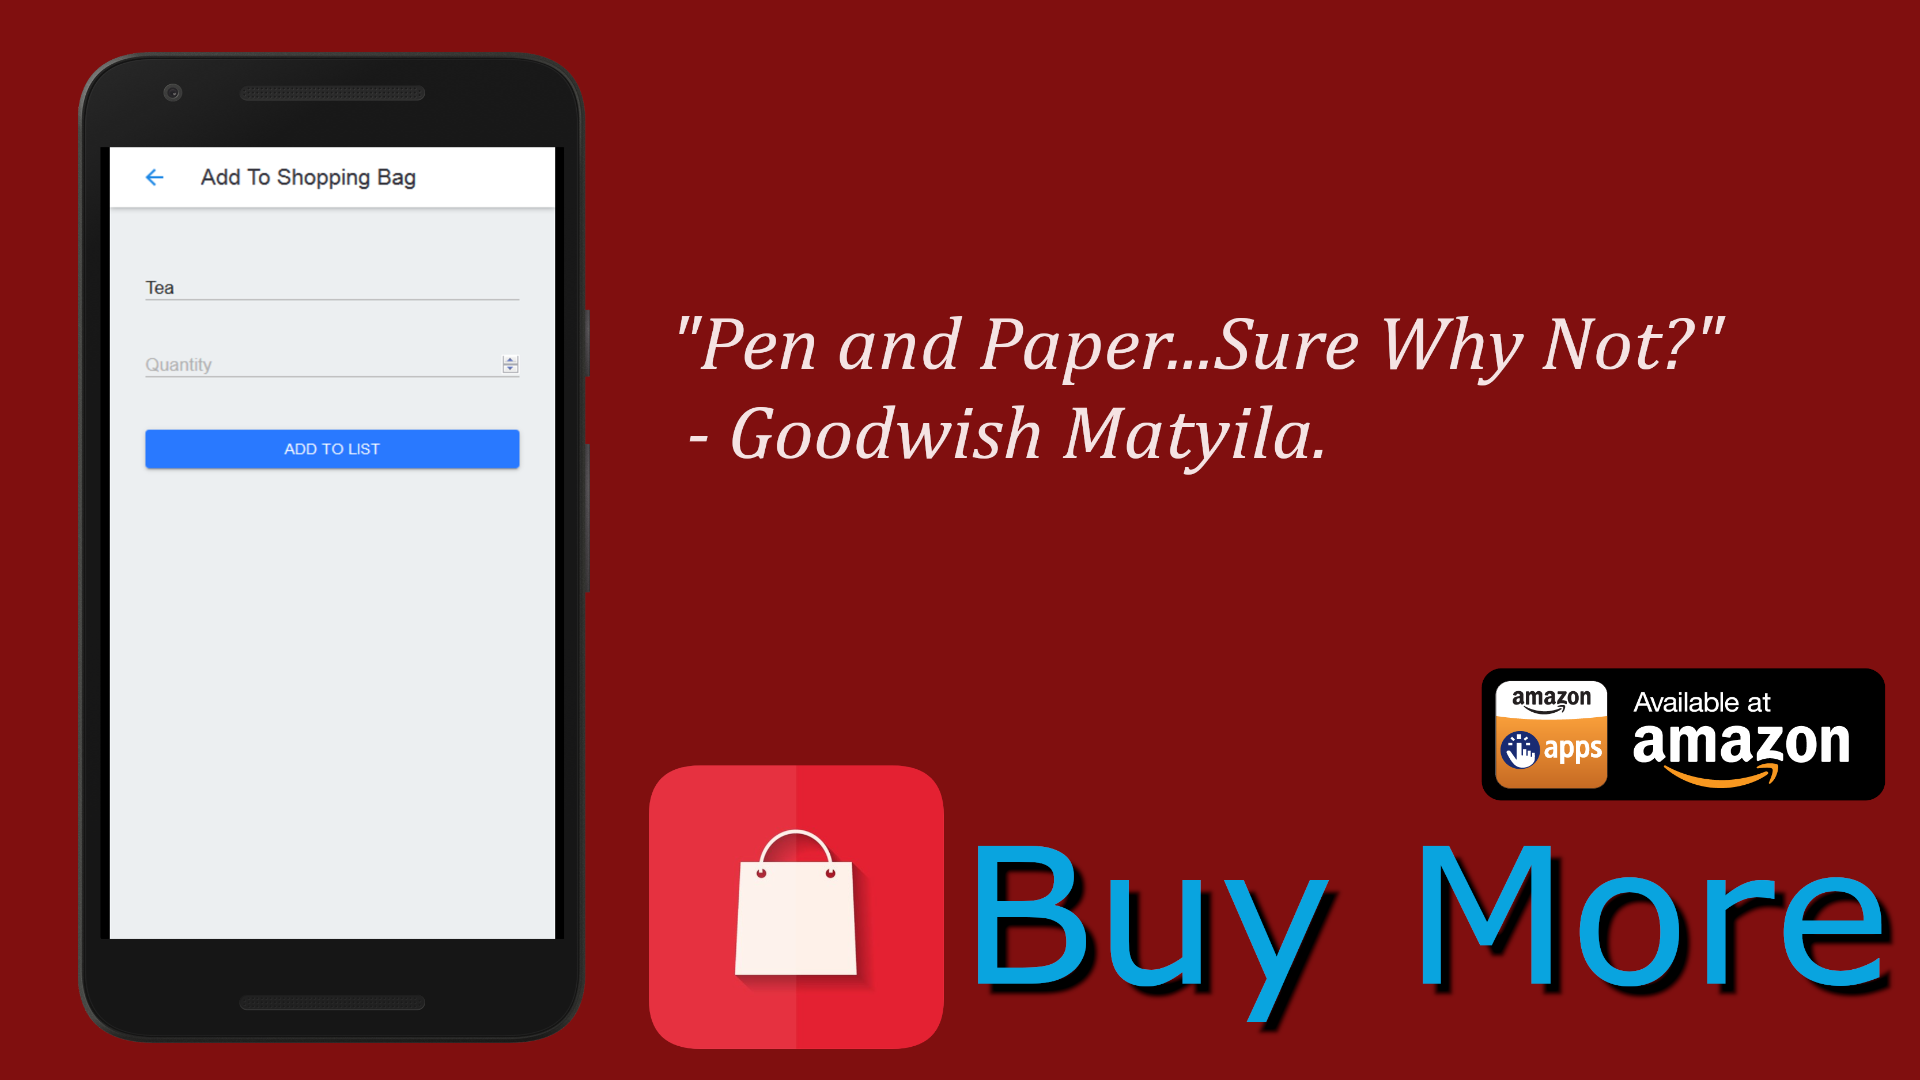 Add To Shopping Bag
Tea
Quantity
ADD TO LIST
"Pen and Paper...Sure Why Not?"
- Goodwish Matyila.
amazon
apps
Available at
amazon
Buy More